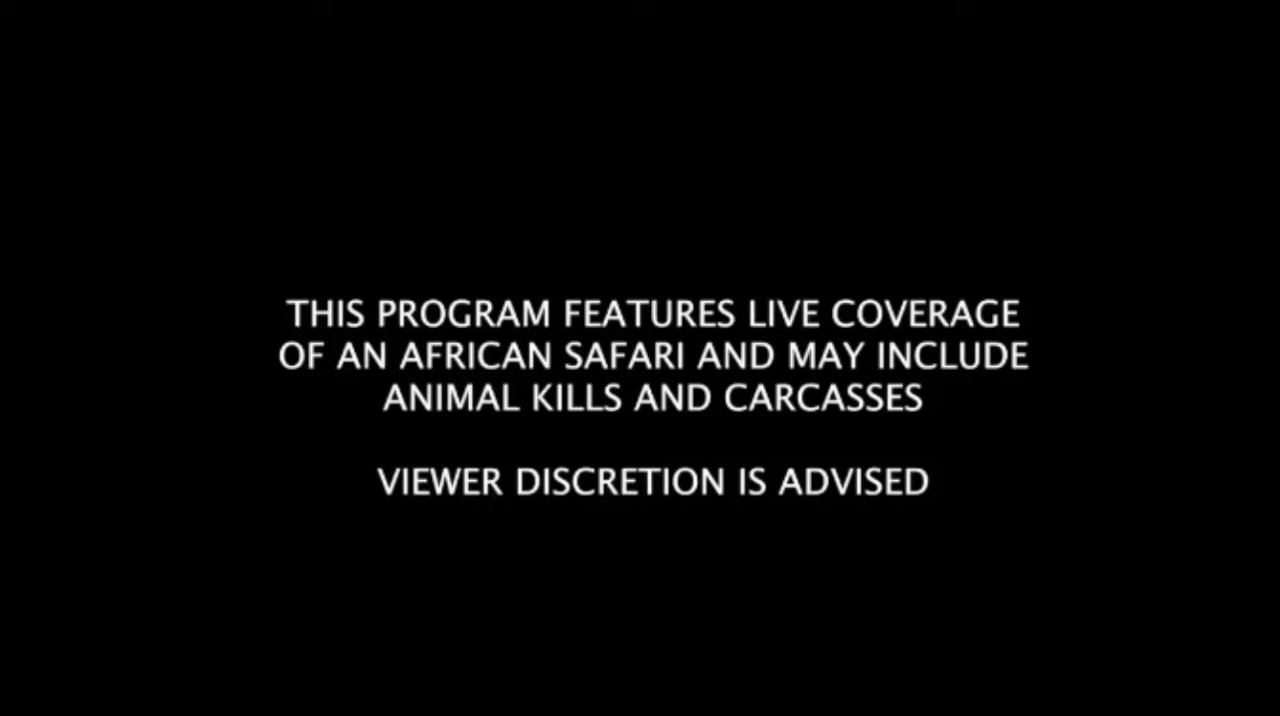 THIS PROGRAM FEATURES LIVE COVERAGE
OF AN AFRICAN SAFARI AND MAY INCLUDE
ANIMAL KILLS AND CARCASSES
VIEWER DISCRETION IS ADVISED